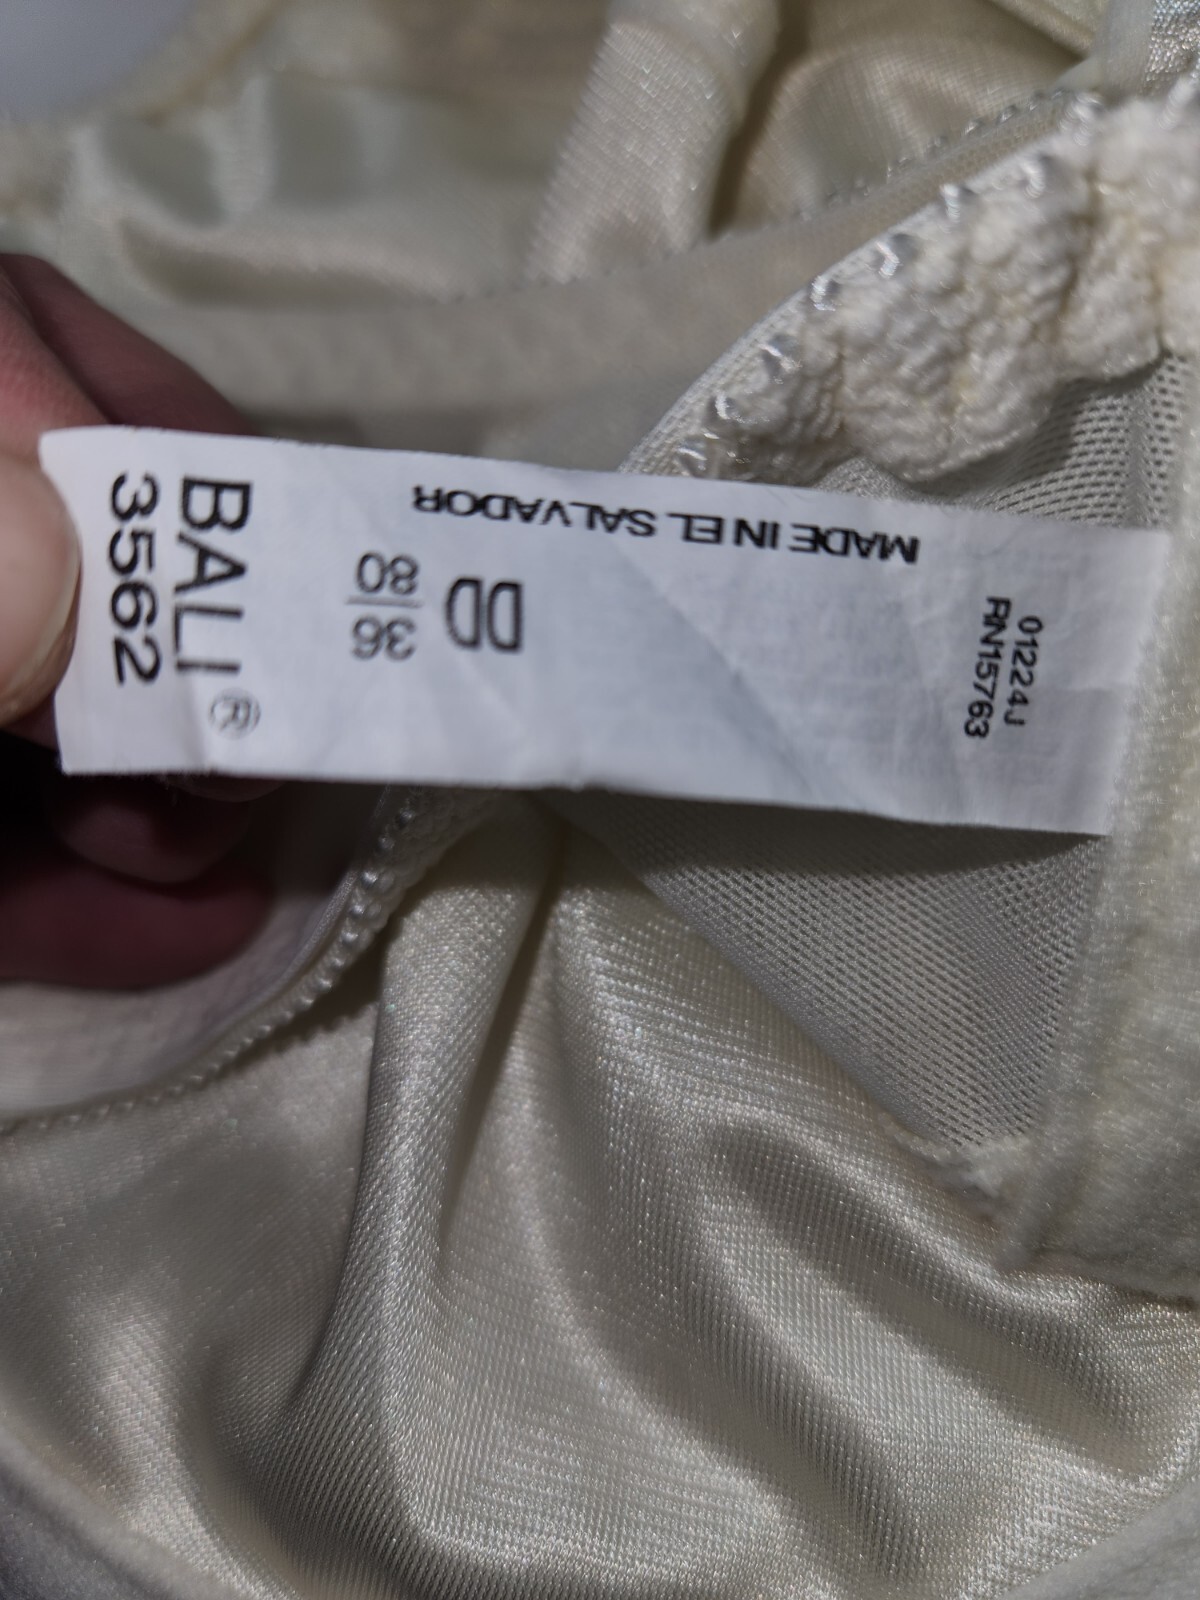 BALI®
3562
36 DD
80
MADE IN EL SALVADOR
01224J
RN15763